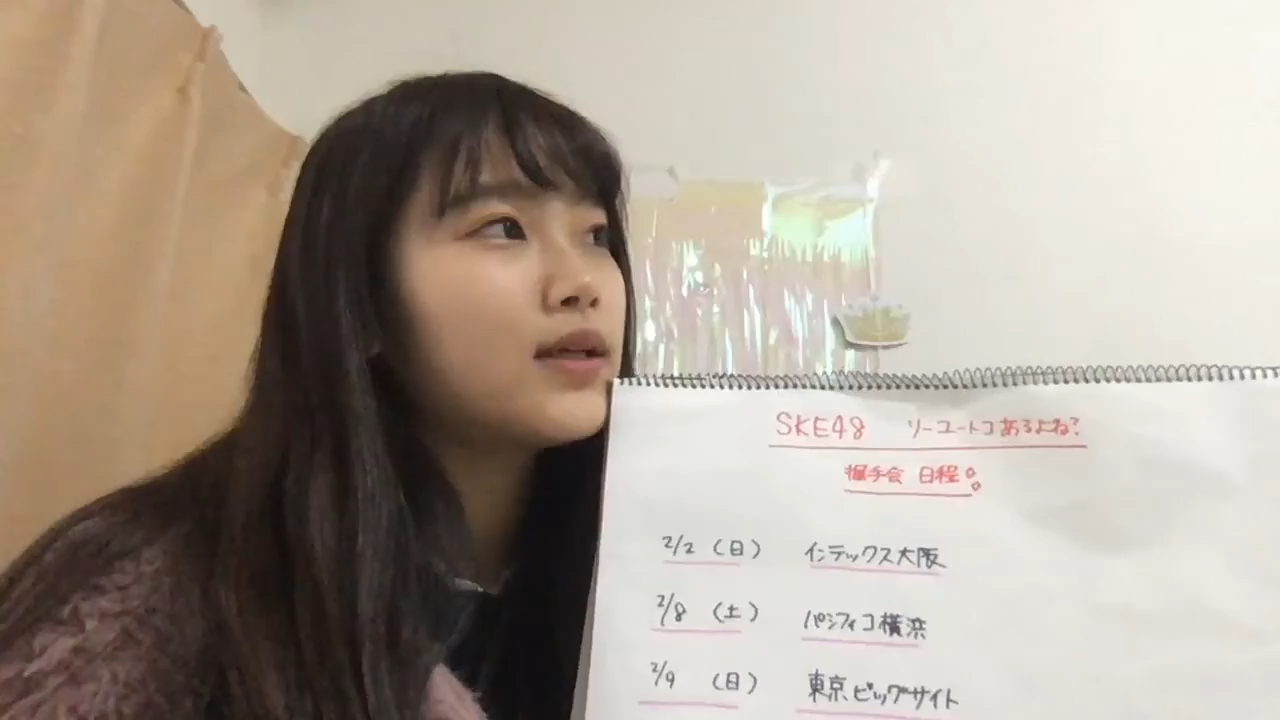 SKE48 ソーユートコあるよね?
握手会 日程。
2/2 (日) インテックス大阪
2/8 (土) パシフィコ横浜
2/9 (日) 東京ビッグサイト